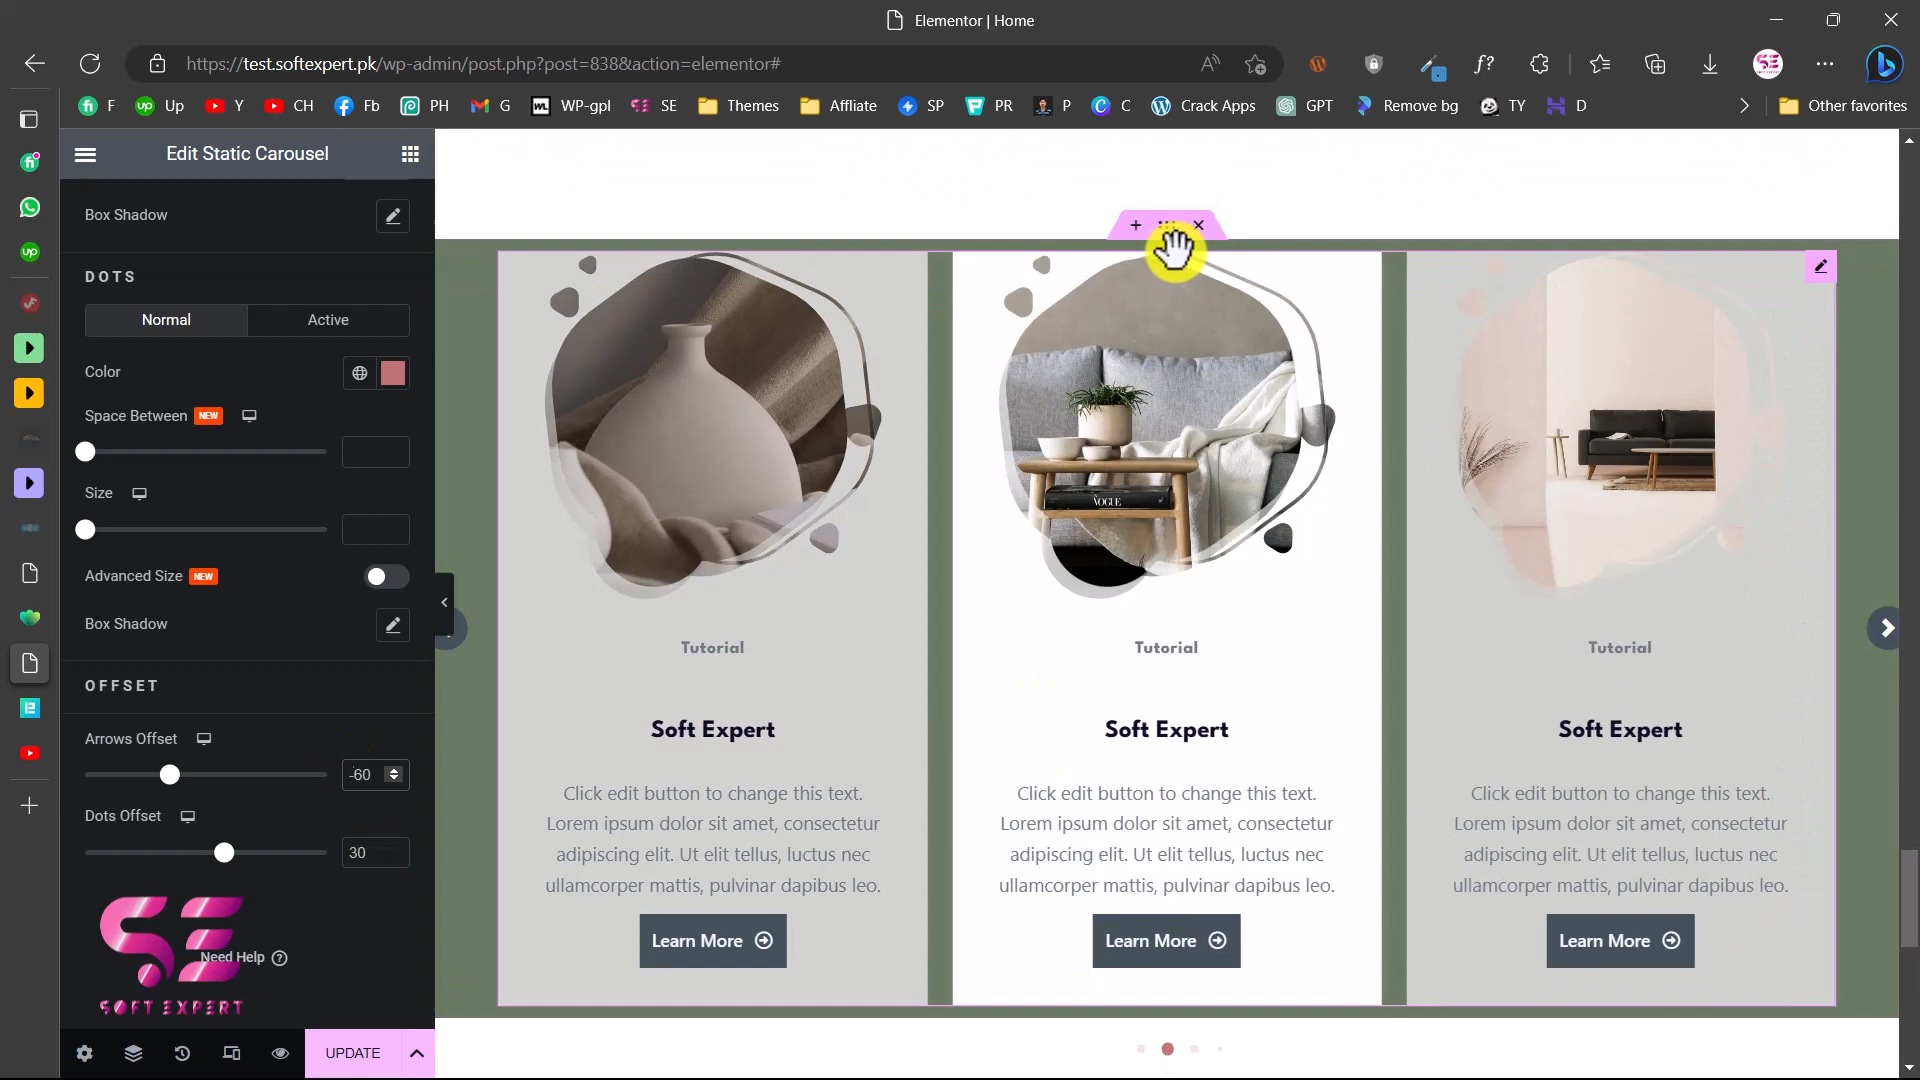 Elementor | Home
https://test.softexpert.pk/wp-admin/post.php?post=838&action=elementor#
F Up Y CH Fb PH G WP-gpl SE Themes Affliate SP PR P C Crack Apps GPT Remove bg TY D Other favorites
Edit Static Carousel
Box Shadow
DOTS
Normal Active
Color
Space Between NEW
Size
Advanced Size NEW
Box Shadow
OFFSET
Arrows Offset
-60
Dots Offset
30
Need Help ?
SOFT EXPERT
UPDATE
VOGUE
Tutorial Tutorial Tutorial
Soft Expert Soft Expert Soft Expert
Click edit button to change this text. Click edit button to change this text. Click edit button to change this text.
Lorem ipsum dolor sit amet, consectetur Lorem ipsum dolor sit amet, consectetur Lorem ipsum dolor sit amet, consectetur
adipiscing elit. Ut elit tellus, luctus nec adipiscing elit. Ut elit tellus, luctus nec adipiscing elit. Ut elit tellus, luctus nec
ullamcorper mattis, pulvinar dapibus leo. ullamcorper mattis, pulvinar dapibus leo. ullamcorper mattis, pulvinar dapibus leo.
Learn More Learn More Learn More